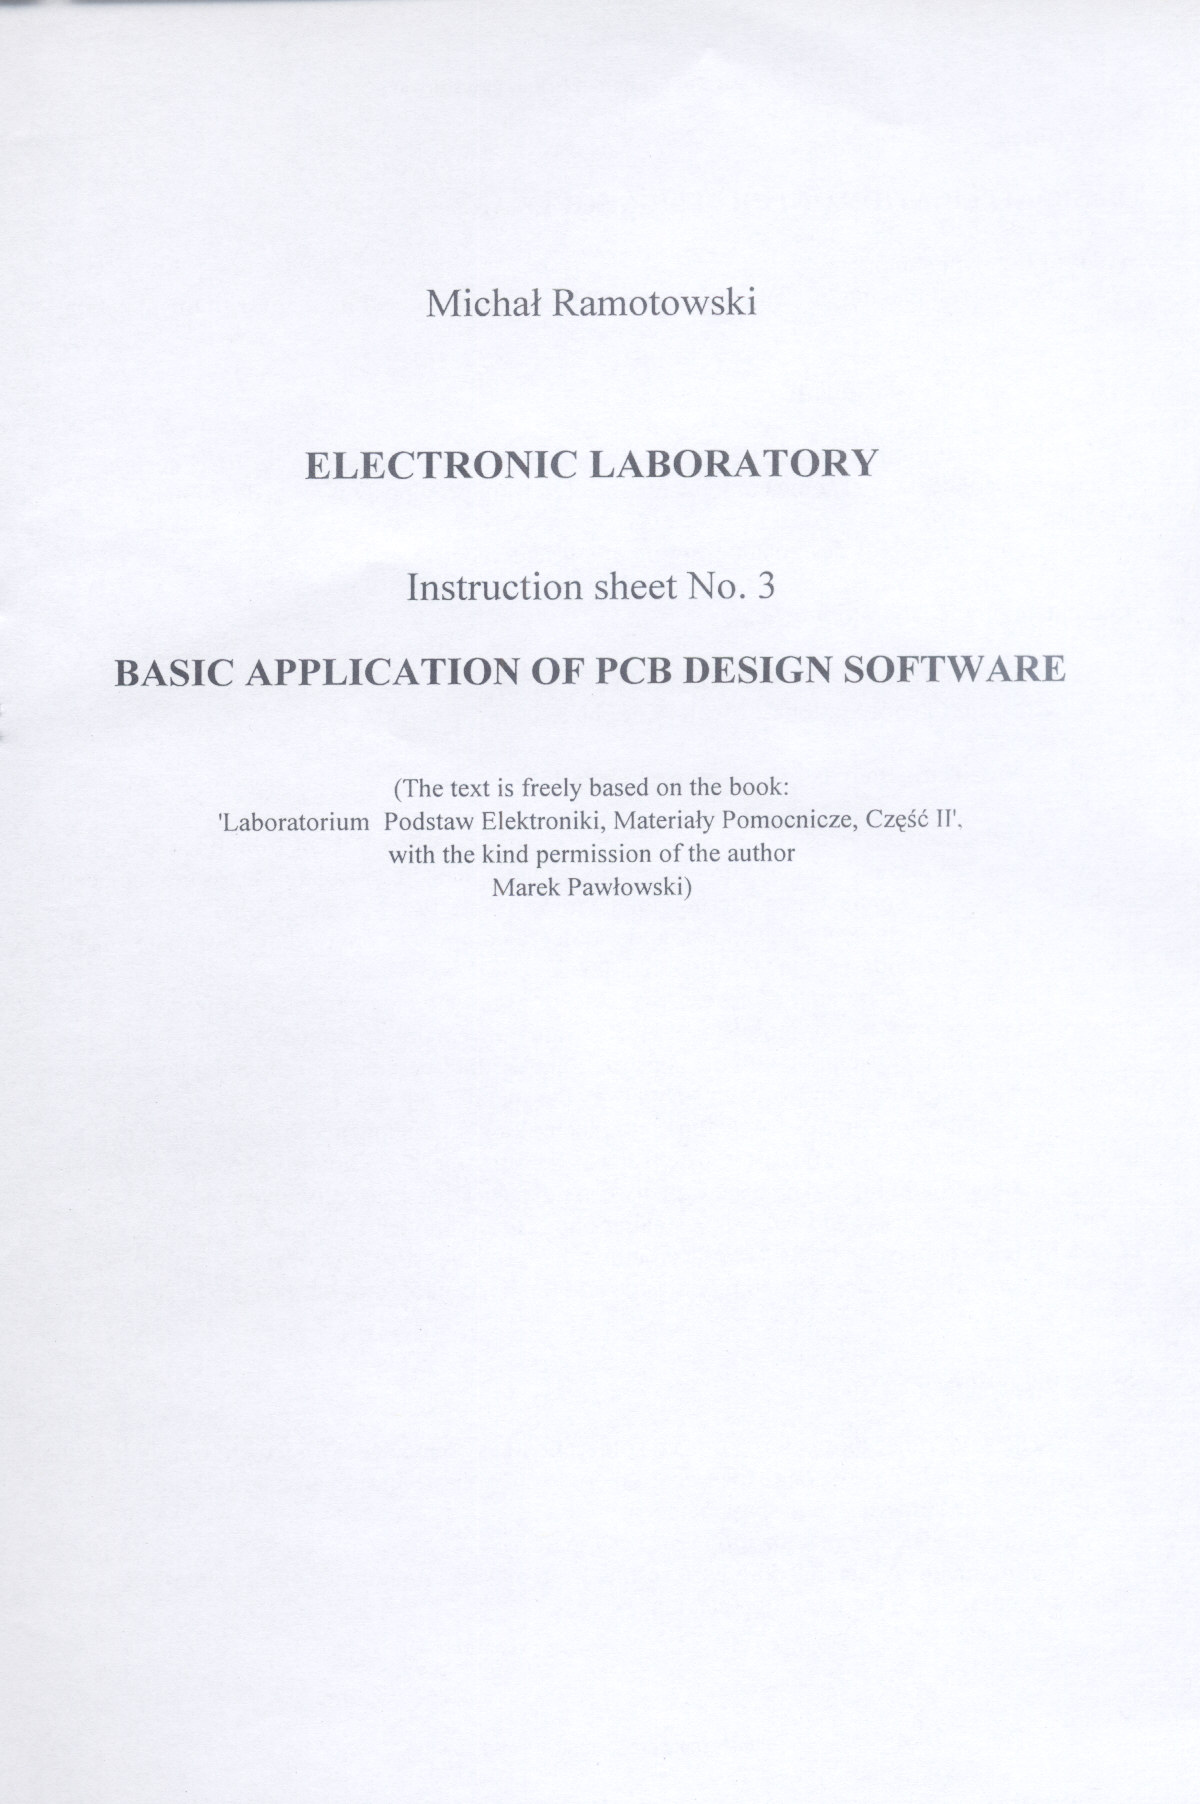 Michał Ramotowski
ELECTRONIC LABORATORY
Instruction sheet No. 3
BASIC APPLICATION OF PCB DESIGN SOFTWARE
(The text is freely based on the book:
'Laboratorium Podstaw Elektroniki, Materiały Pomocnicze, Część II',
with the kind permission of the author
Marek Pawłowski)